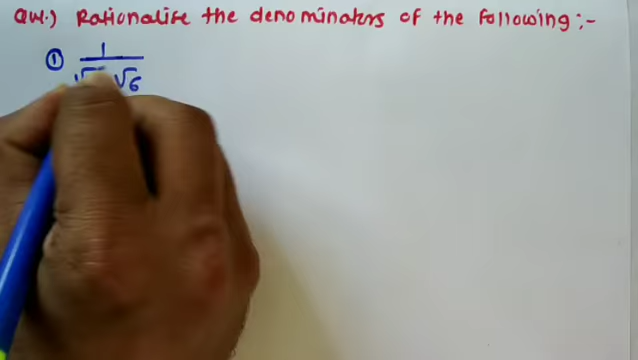 QW.) Rationalise the denominators of the following:-
① 1
√6